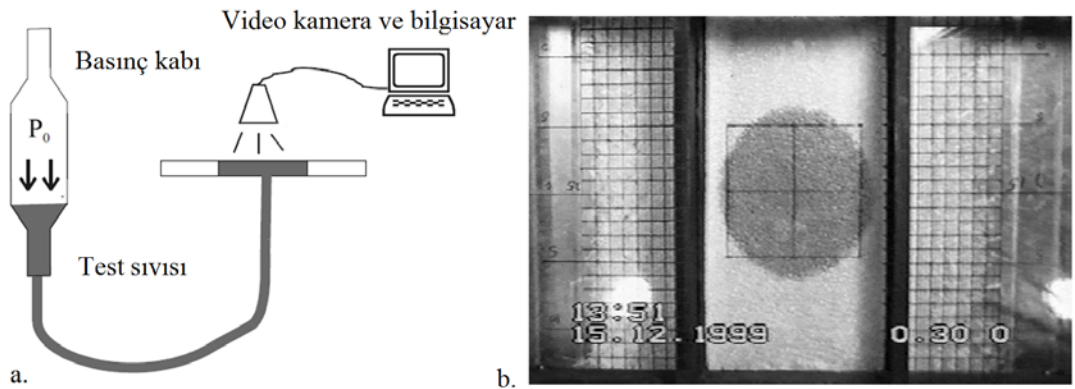 Video kamera ve bilgisayar
Basınç kabı
P₀
Test sıvısı
a.
b.
13:51
15.12.1999
0.30 0